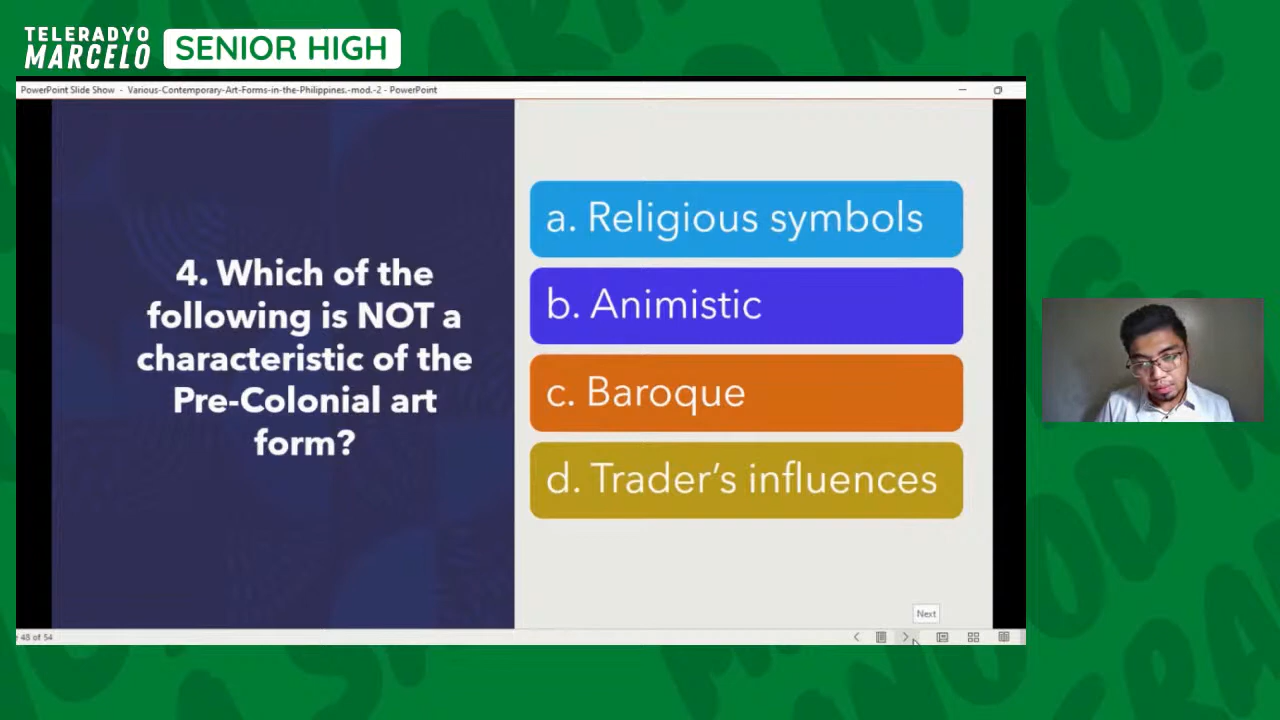 TELERADYO
MARCELO
SENIOR HIGH
PowerPoint Slide Show - Various-Contemporary-Art-Forms-in-the-Philippines.-mod.-2 - PowerPoint
4. Which of the
following is NOT a
characteristic of the
Pre-Colonial art
form?
a. Religious symbols
b. Animistic
c. Baroque
d. Trader's influences
Next
48 of 54